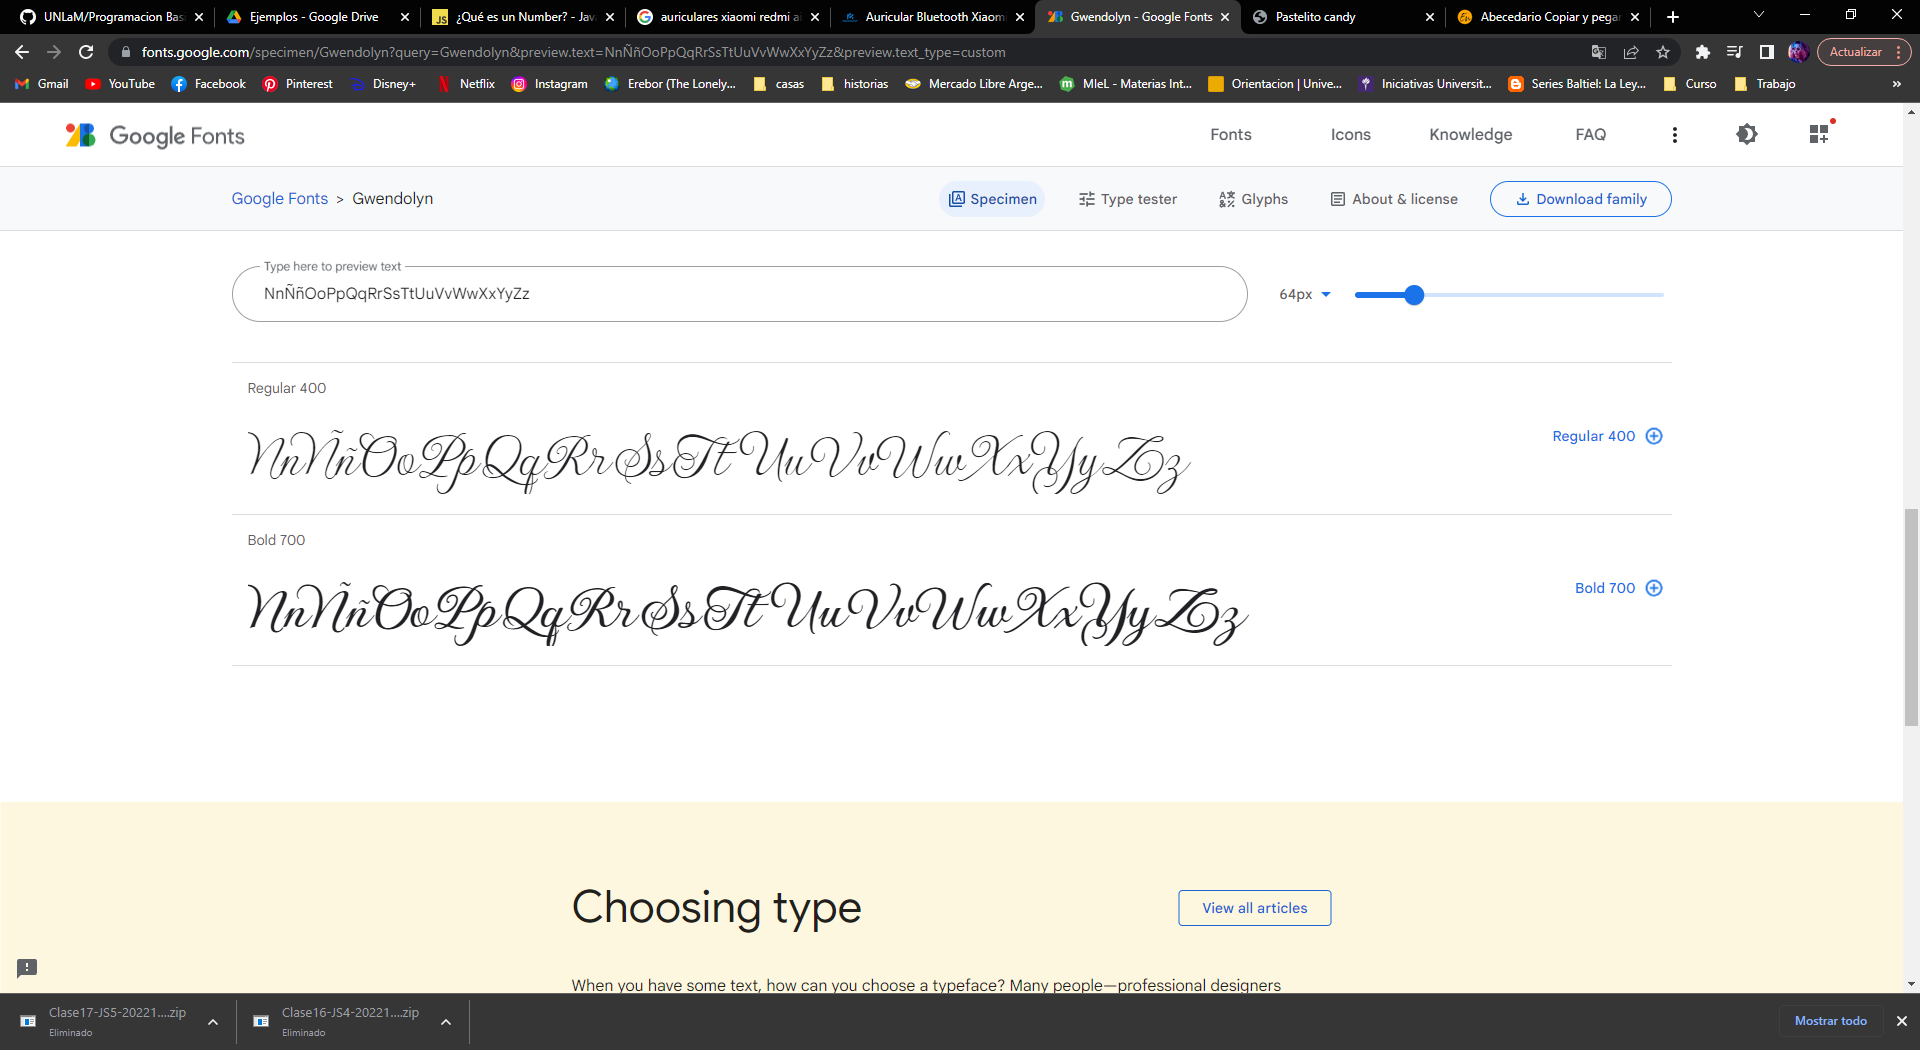 UNLaM/Programacion Bas
Ejemplos - Google Drive
¿Qué es un Number? - Jav
auriculares xiaomi redmi ai
Auricular Bluetooth Xiaom
Gwendolyn - Google Fonts
Pastelito candy
Abecedario Copiar y pegar
fonts.google.com/specimen/Gwendolyn?query=Gwendolyn&preview.text=NnÑñOoPpQqRrSsTtUuVvWwXxYyZz&preview.text_type=custom
Actualizar
Gmail
YouTube
Facebook
Pinterest
Disney+
Netflix
Instagram
Erebor (The Lonely...
casas
historias
Mercado Libre Arge...
MIeL - Materias Int...
Orientacion | Unive...
Iniciativas Universit...
Series Baltiel: La Ley...
Curso
Trabajo
Google Fonts
Fonts
Icons
Knowledge
FAQ
Google Fonts > Gwendolyn
Specimen
Type tester
Glyphs
About & license
Download family
Type here to preview text
NnÑñOoPpQqRrSsTtUuVvWwXxYyZz
64px
Regular 400
NnÑñOoPpQqRrSsTtUuVvWwXxYyZz
Regular 400
Bold 700
NnÑñOoPpQqRrSsTtUuVvWwXxYyZz
Bold 700
Choosing type
View all articles
When you have some text, how can you choose a typeface? Many people—professional designers
Clase17-JS5-20221....zip
Eliminado
Clase16-JS4-20221....zip
Eliminado
Mostrar todo